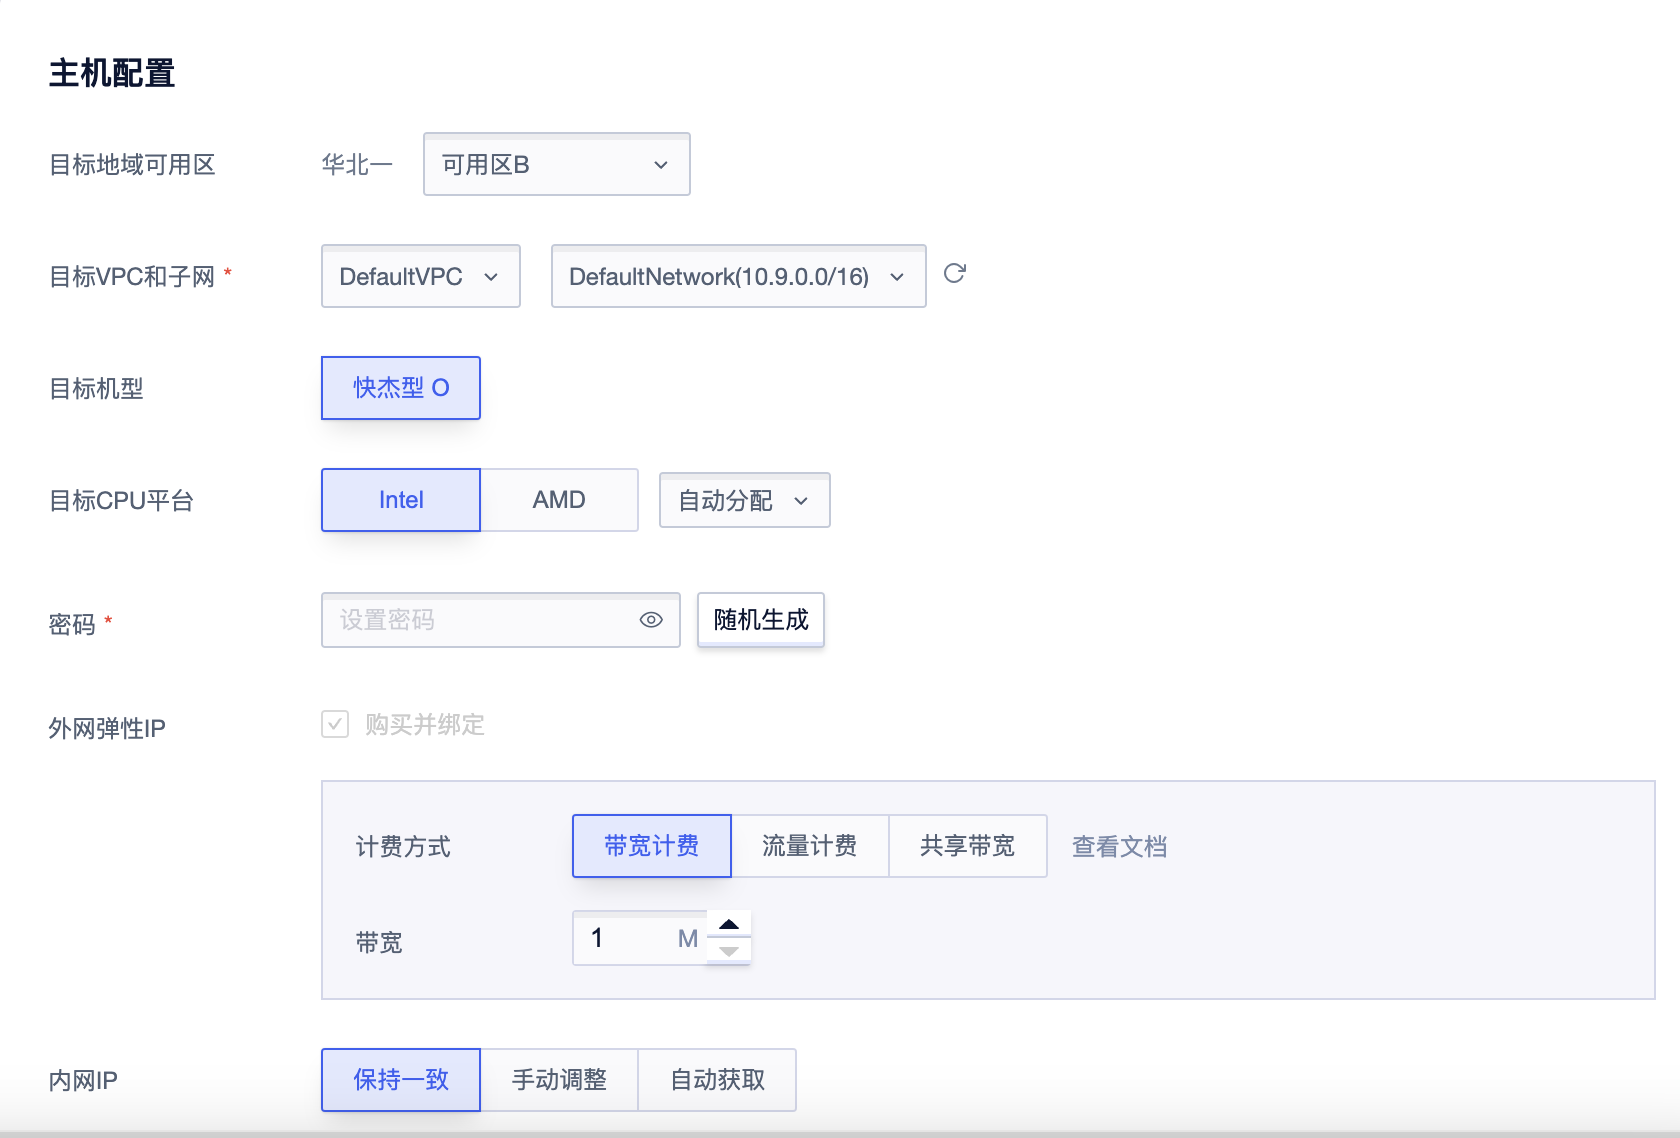 主机配置
目标地域可用区 华北一 可用区B
目标VPC和子网 * DefaultVPC DefaultNetwork(10.9.0.0/16)
目标机型 快杰型 O
目标CPU平台 Intel AMD 自动分配
密码 * 设置密码 随机生成
外网弹性IP 购买并绑定
计费方式 带宽计费 流量计费 共享带宽 查看文档
带宽 1 M
内网IP 保持一致 手动调整 自动获取